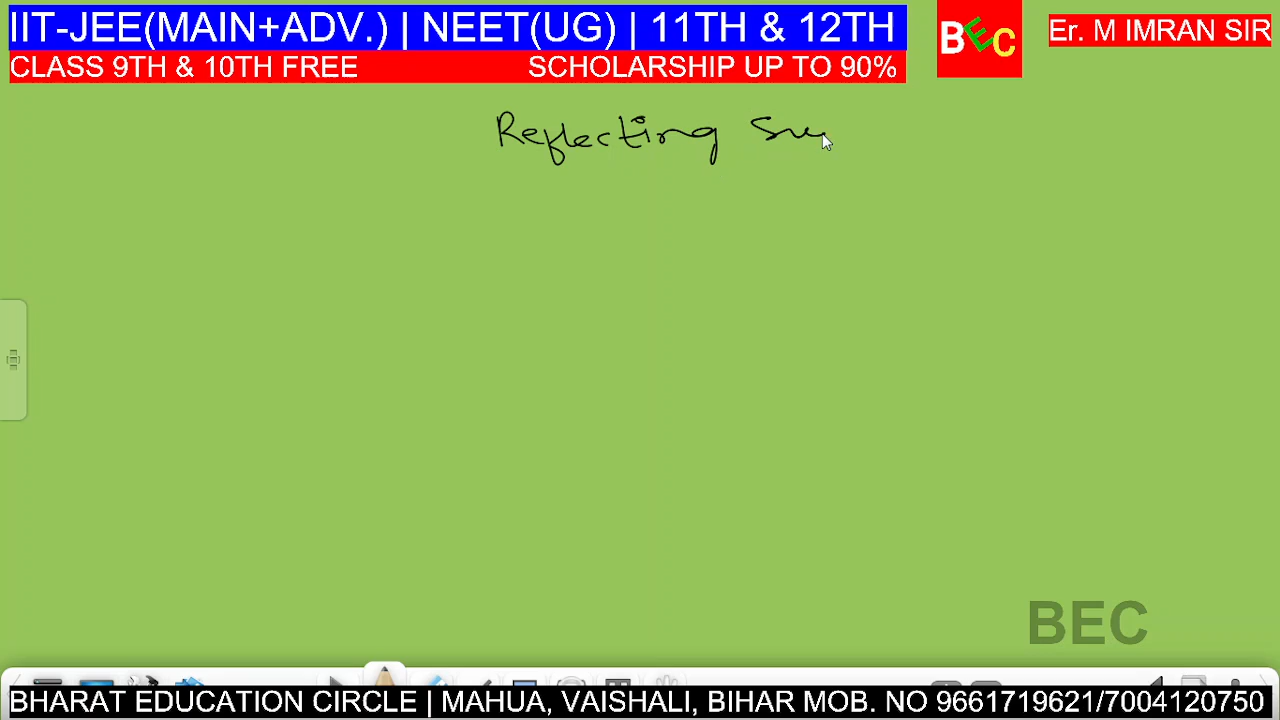 IIT-JEE(MAIN+ADV.) | NEET(UG) | 11TH & 12TH
CLASS 9TH & 10TH FREE SCHOLARSHIP UP TO 90%
BEC
Er. M IMRAN SIR
Reflecting
BEC
BHARAT EDUCATION CIRCLE | MAHUA, VAISHALI, BIHAR MOB. NO 9661719621/7004120750